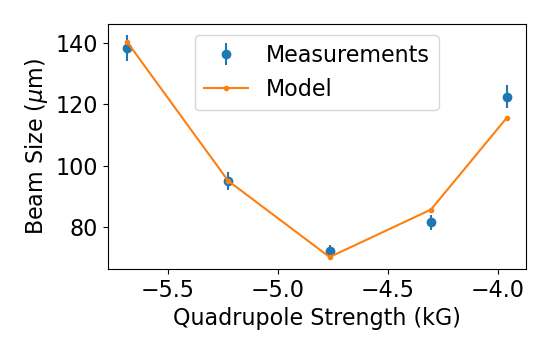 Beam Size (μm)
140
120
100
80
Measurements
Model
−5.5 −5.0 −4.5 −4.0
Quadrupole Strength (kG)